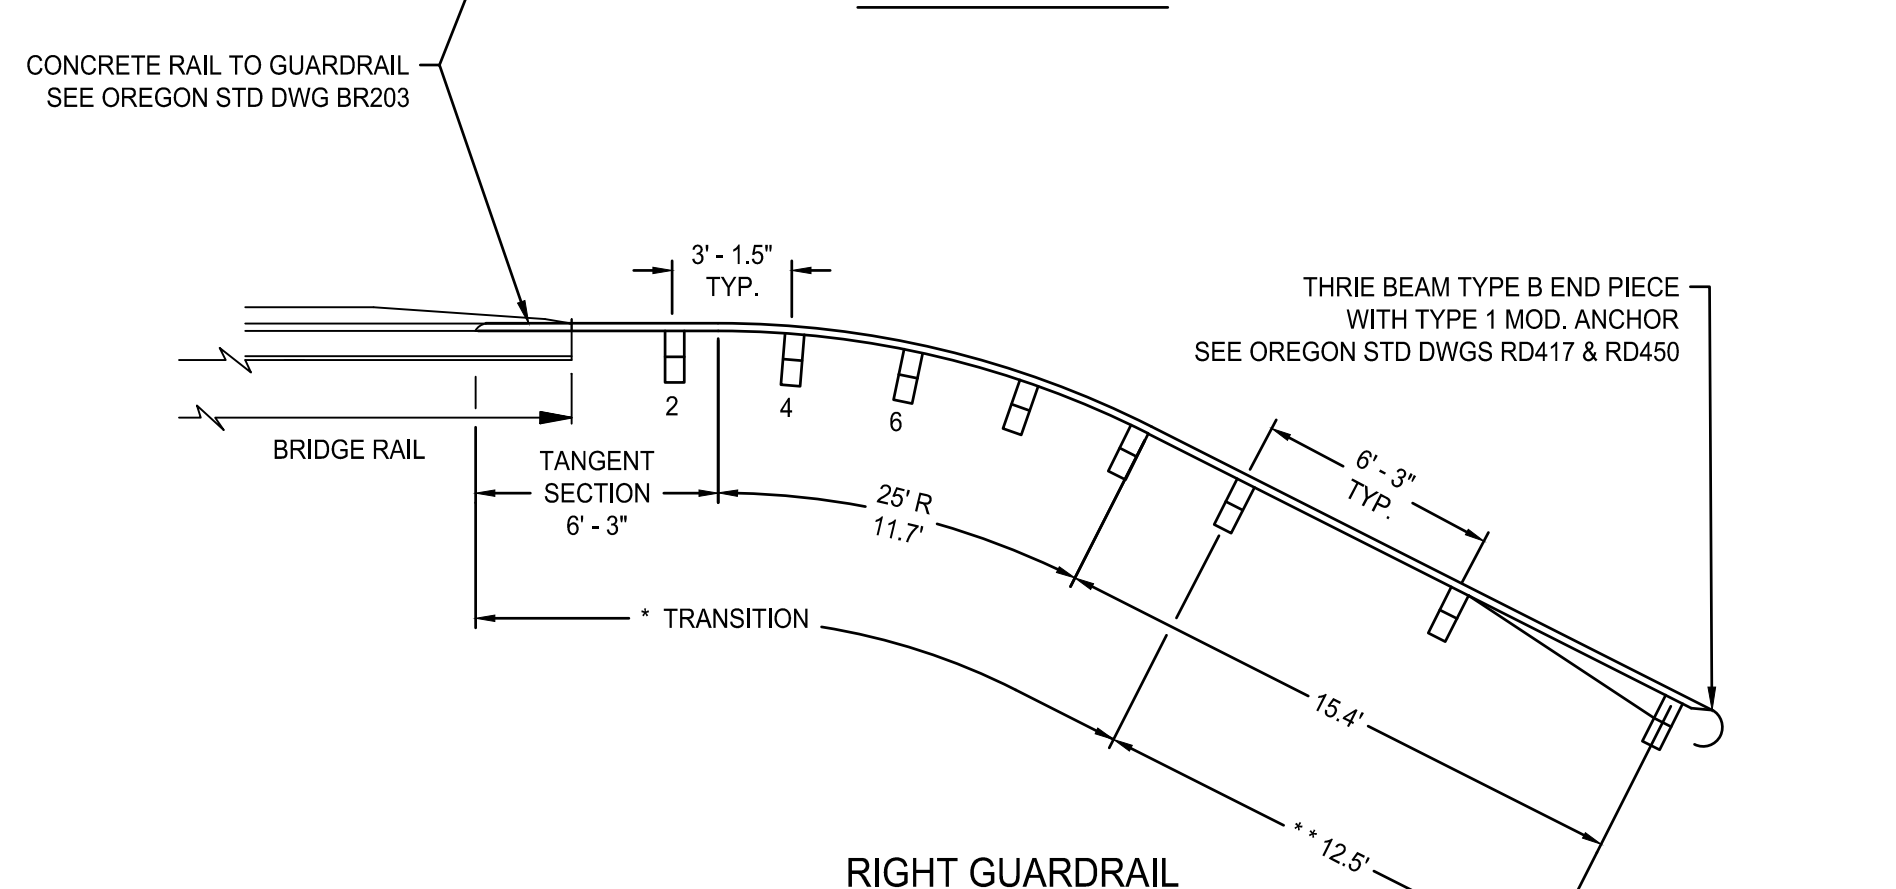 CONCRETE RAIL TO GUARDRAIL
SEE OREGON STD DWG BR203
3' - 1.5"
TYP.
THRIE BEAM TYPE B END PIECE
WITH TYPE 1 MOD. ANCHOR
SEE OREGON STD DWGS RD417 & RD450
2
4
6
BRIDGE RAIL
TANGENT
SECTION
6' - 3"
25' R
11.7'
6' - 3"
TYP.
* TRANSITION
15.4'
* * 12.5'
RIGHT GUARDRAIL